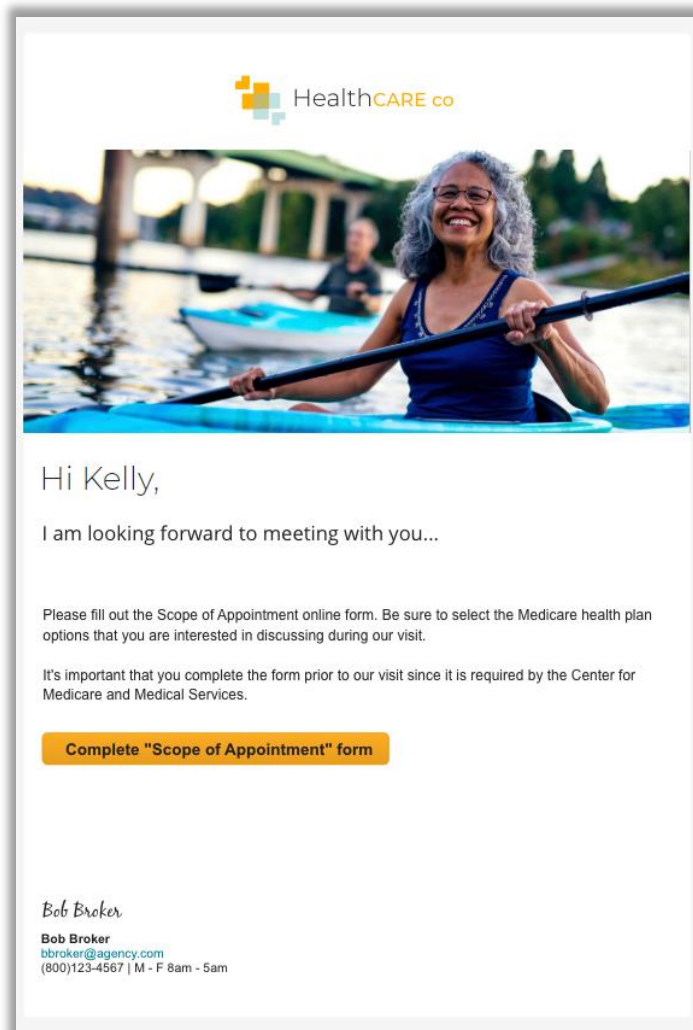 HealthCARE co
Hi Kelly,
I am looking forward to meeting with you...
Please fill out the Scope of Appointment online form. Be sure to select the Medicare health plan
options that you are interested in discussing during our visit.
It's important that you complete the form prior to our visit since it is required by the Center for
Medicare and Medical Services.
Complete "Scope of Appointment" form
Bob Broker
Bob Broker
bbroker@agency.com
(800)123-4567 | M - F 8am - 5am